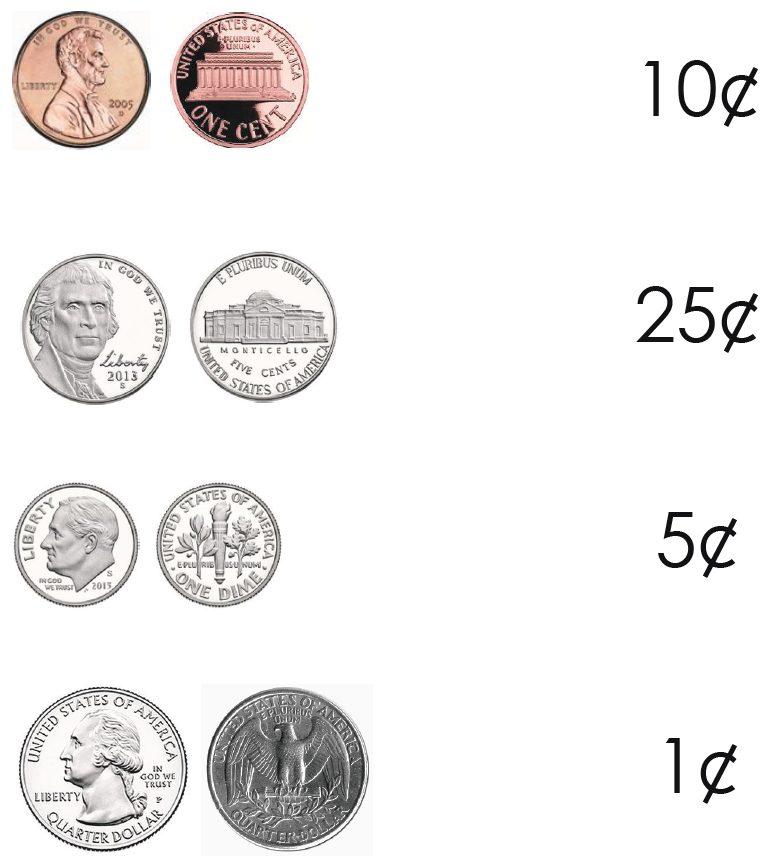 IN GOD WE TRUST
LIBERTY
2005
D
UNITED STATES OF AMERICA
E·PLURIBUS
·UNUM·
ONE CENT
10¢
IN GOD WE TRUST
Liberty
2013
S
E PLURIBUS UNUM
MONTICELLO
FIVE CENTS
UNITED STATES OF AMERICA
25¢
LIBERTY
IN GOD
WE TRUST
S
2013
UNITED STATES OF AMERICA
E·PLURIBUS UNUM
·ONE DIME·
5¢
UNITED STATES OF AMERICA
LIBERTY
IN
GOD WE
TRUST
P
QUARTER DOLLAR
UNITED STATES OF AMERICA
E·PLURIBUS
UNUM
QUARTER·DOLLAR
1¢